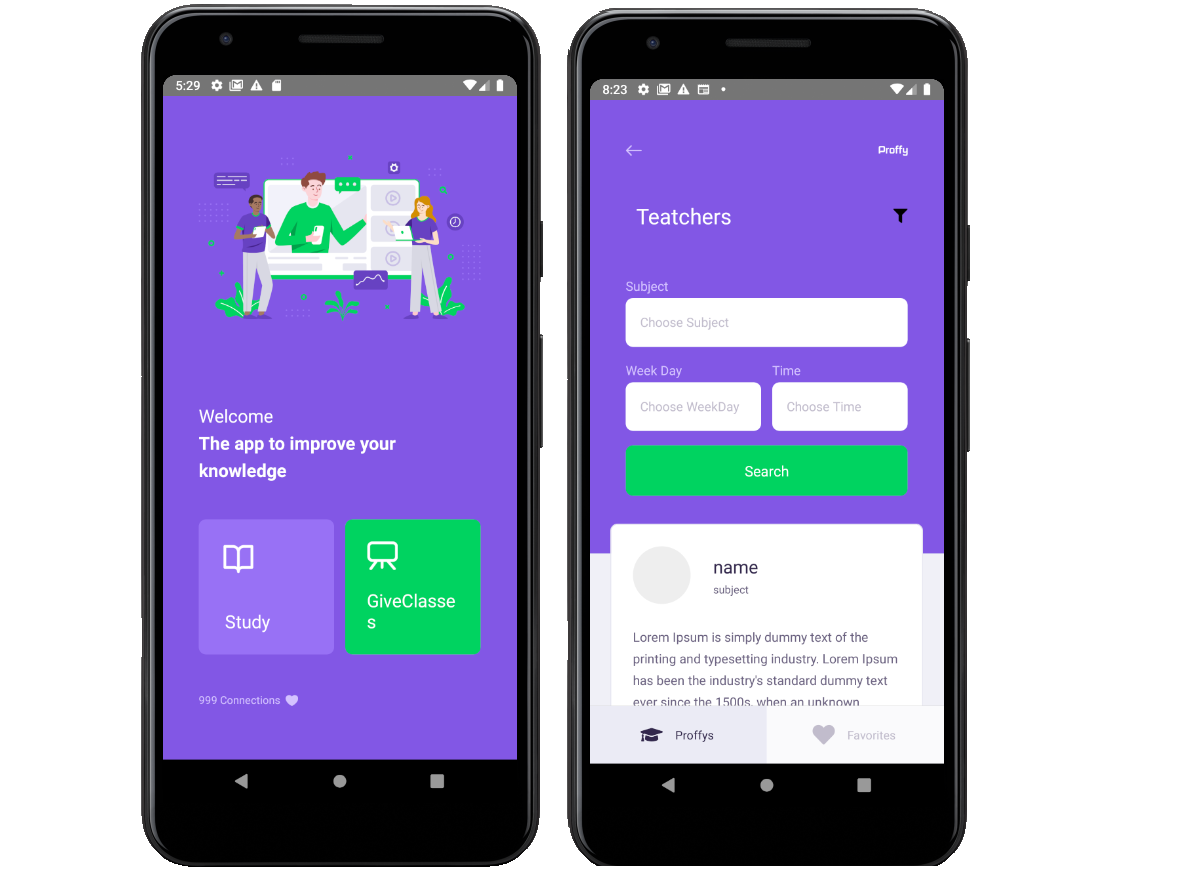 5:29
Welcome
The app to improve your
knowledge
Study
GiveClasse
s
999 Connections
8:23
Proffy
Teatchers
Subject
Choose Subject
Week Day
Time
Choose WeekDay
Choose Time
Search
name
subject
Lorem Ipsum is simply dummy text of the
printing and typesetting industry. Lorem Ipsum
has been the industry's standard dummy text
ever since the 1500s, when an unknown
Proffys
Favorites